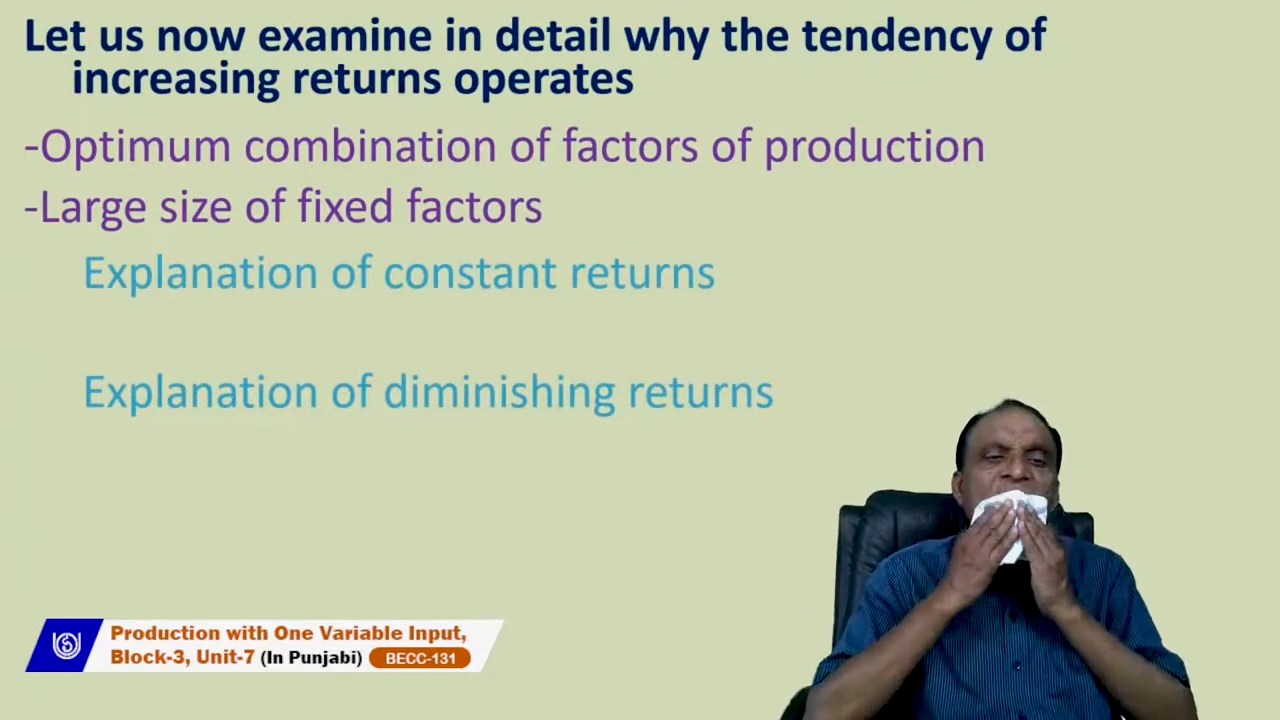 Let us now examine in detail why the tendency of
increasing returns operates
-Optimum combination of factors of production
-Large size of fixed factors
Explanation of constant returns
Explanation of diminishing returns
Production with One Variable Input,
Block-3, Unit-7 (In Punjabi) BECC-131